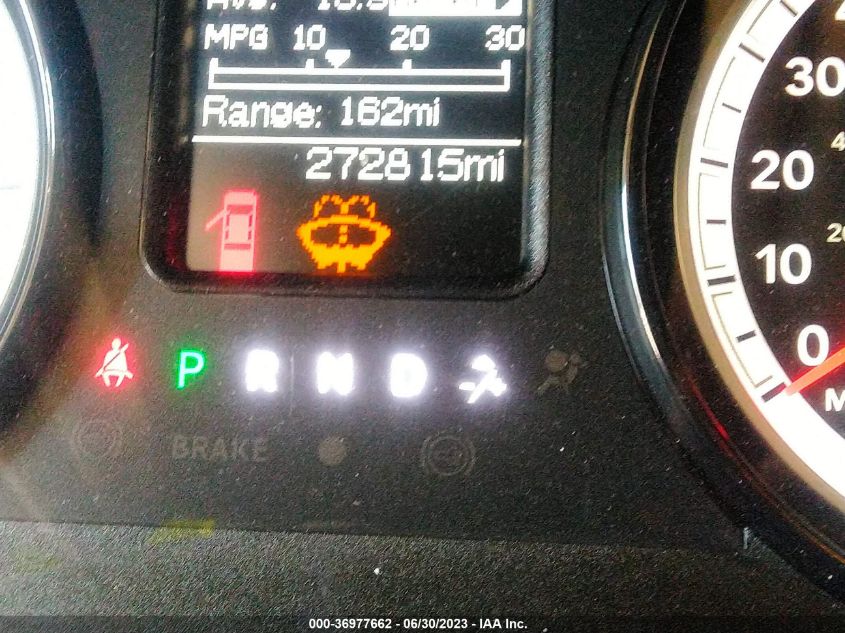 MPG 10 20 30
Range: 162mi
272815mi
30
20
10
0
P R N D
BRAKE
000-36977662 - 06/30/2023 - IAA Inc.